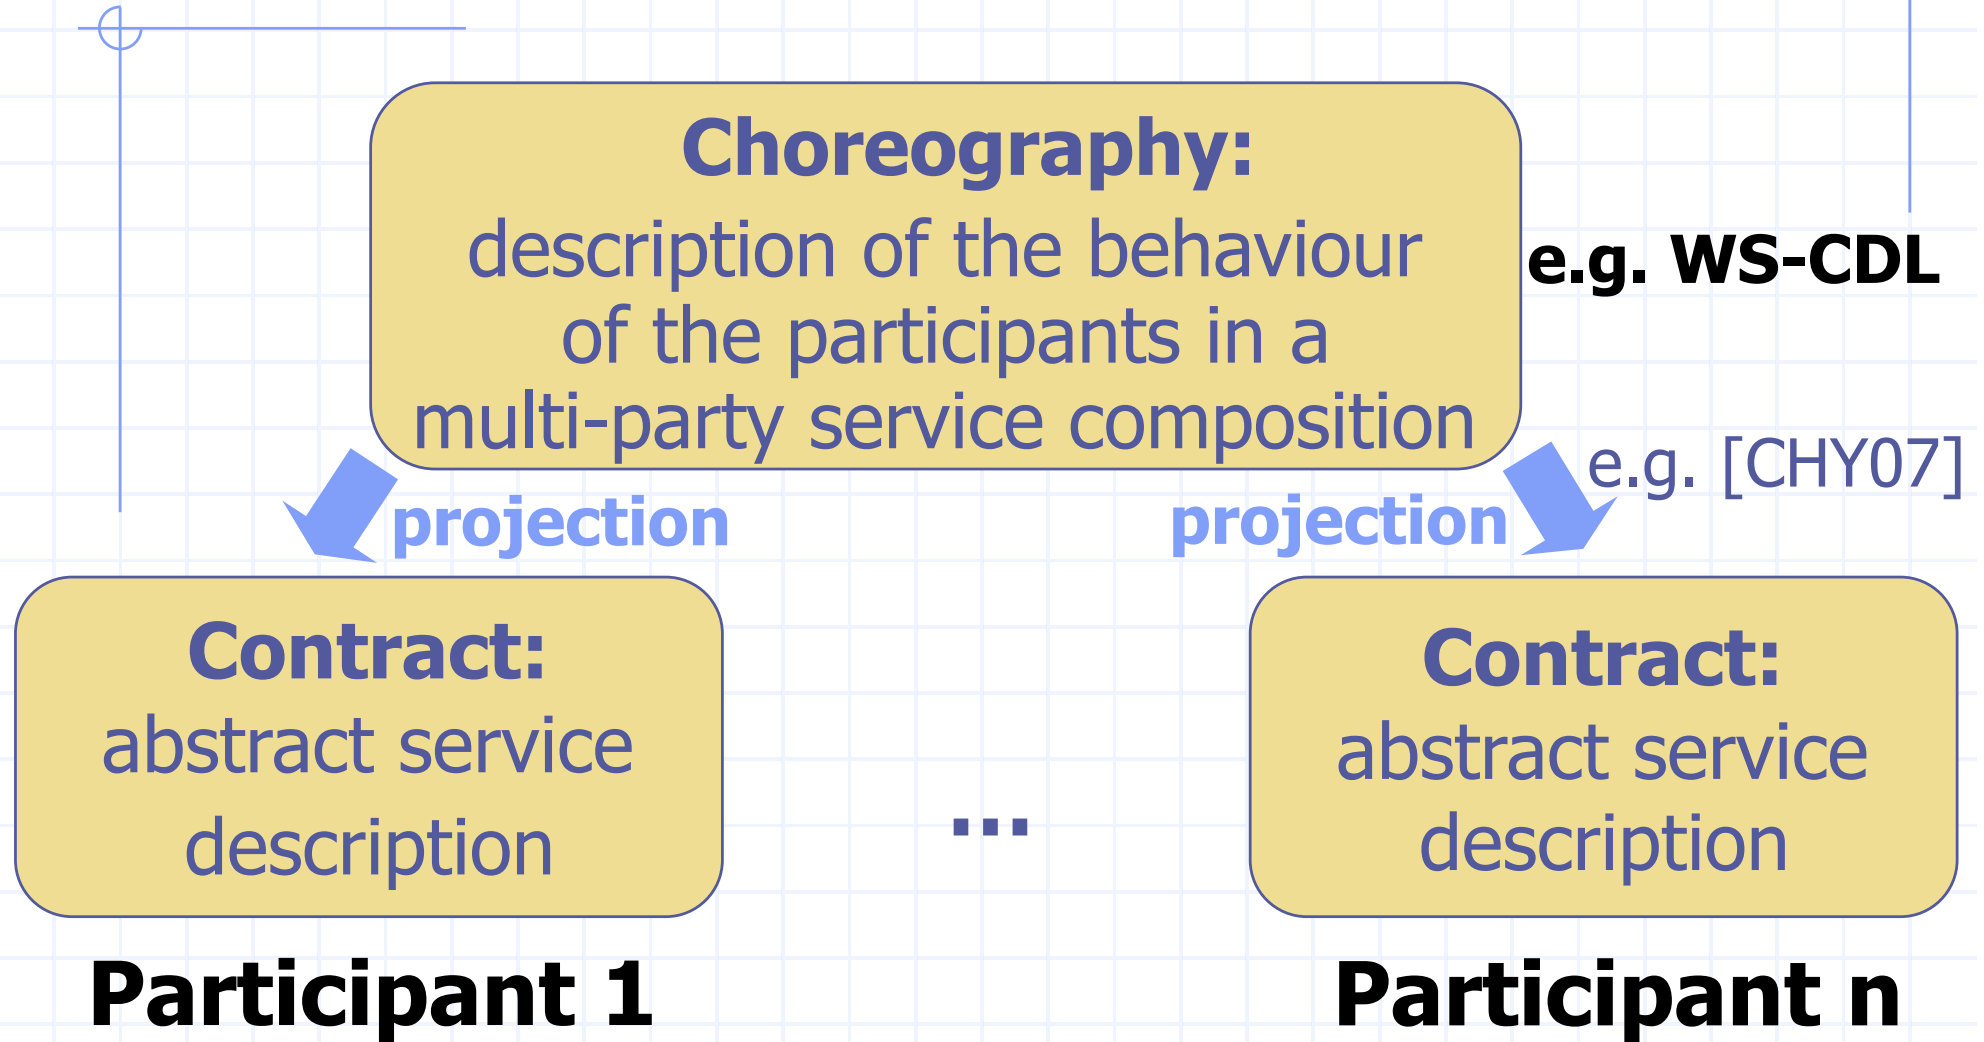 Choreography:
description of the behaviour
of the participants in a
multi-party service composition
e.g. WS-CDL
e.g. [CHY07]
projection
projection
Contract:
abstract service
description
...
Contract:
abstract service
description
Participant 1
Participant n